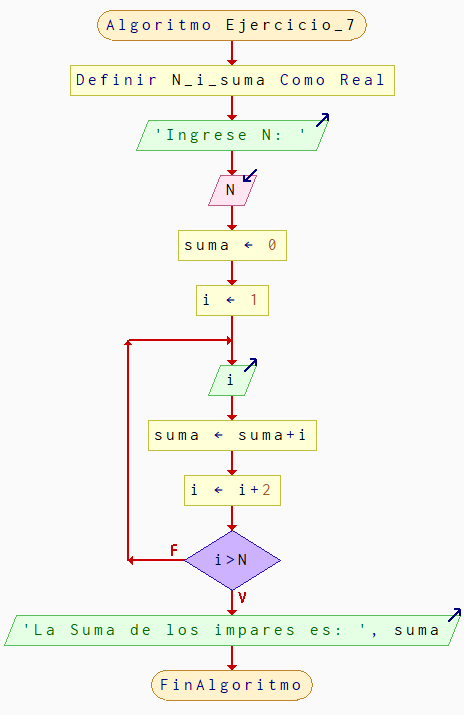 Algoritmo Ejercicio_7
Definir N_i_suma Como Real
'Ingrese N: '
N
suma ← 0
i ← 1
i
suma ← suma+i
i ← i+2
i>N
F
V
'La Suma de los impares es: ', suma
FinAlgoritmo